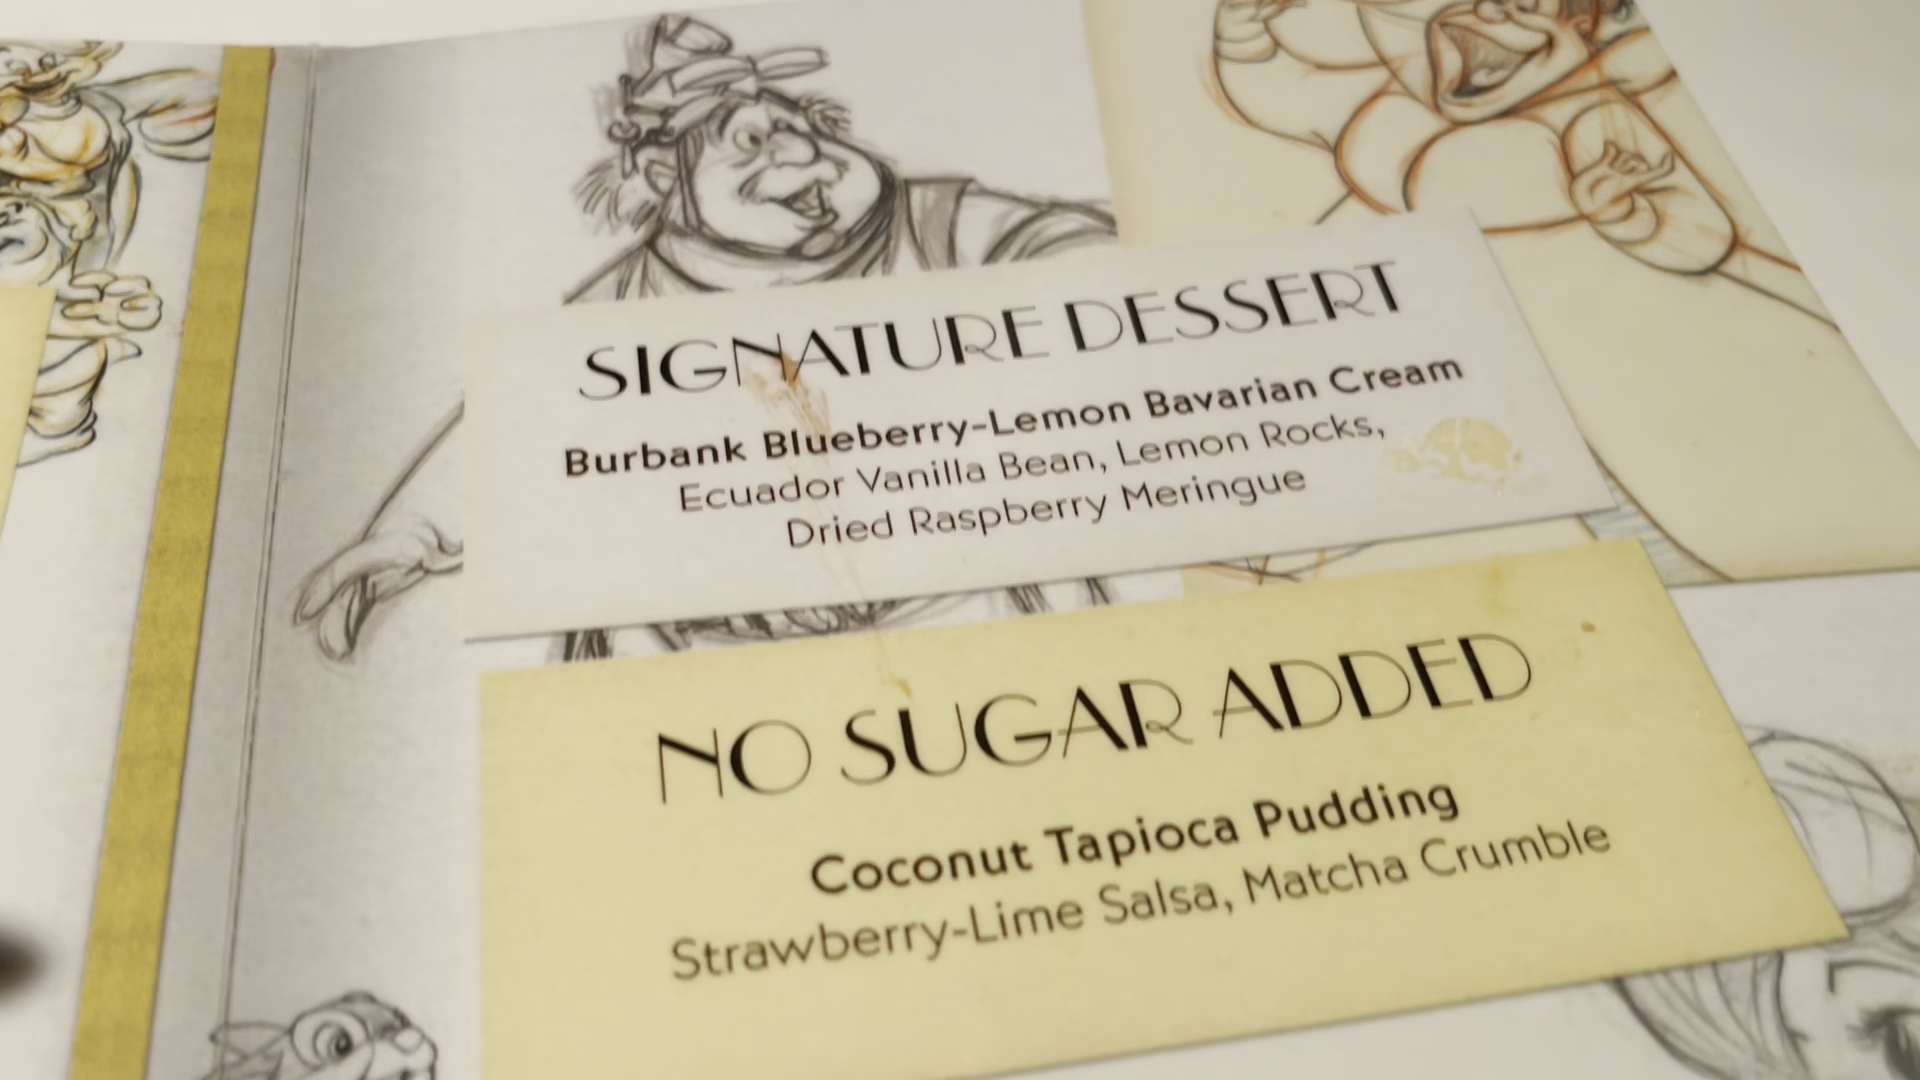 SIGNATURE DESSERT
Burbank Blueberry-Lemon Bavarian Cream
Ecuador Vanilla Bean, Lemon Rocks,
Dried Raspberry Meringue
NO SUGAR ADDED
Coconut Tapioca Pudding
Strawberry-Lime Salsa, Matcha Crumble